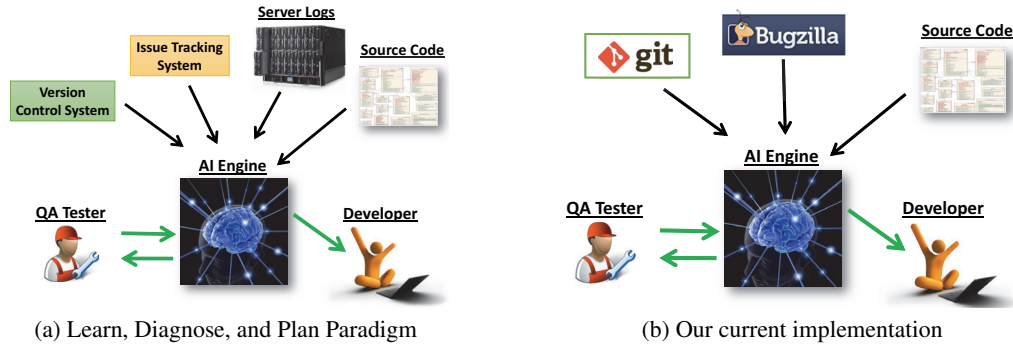 Server Logs
Issue Tracking
System
Source Code
Version
Control System
AI Engine
QA Tester
Developer
(a) Learn, Diagnose, and Plan Paradigm
git
Bugzilla
Source Code
AI Engine
QA Tester
Developer
(b) Our current implementation